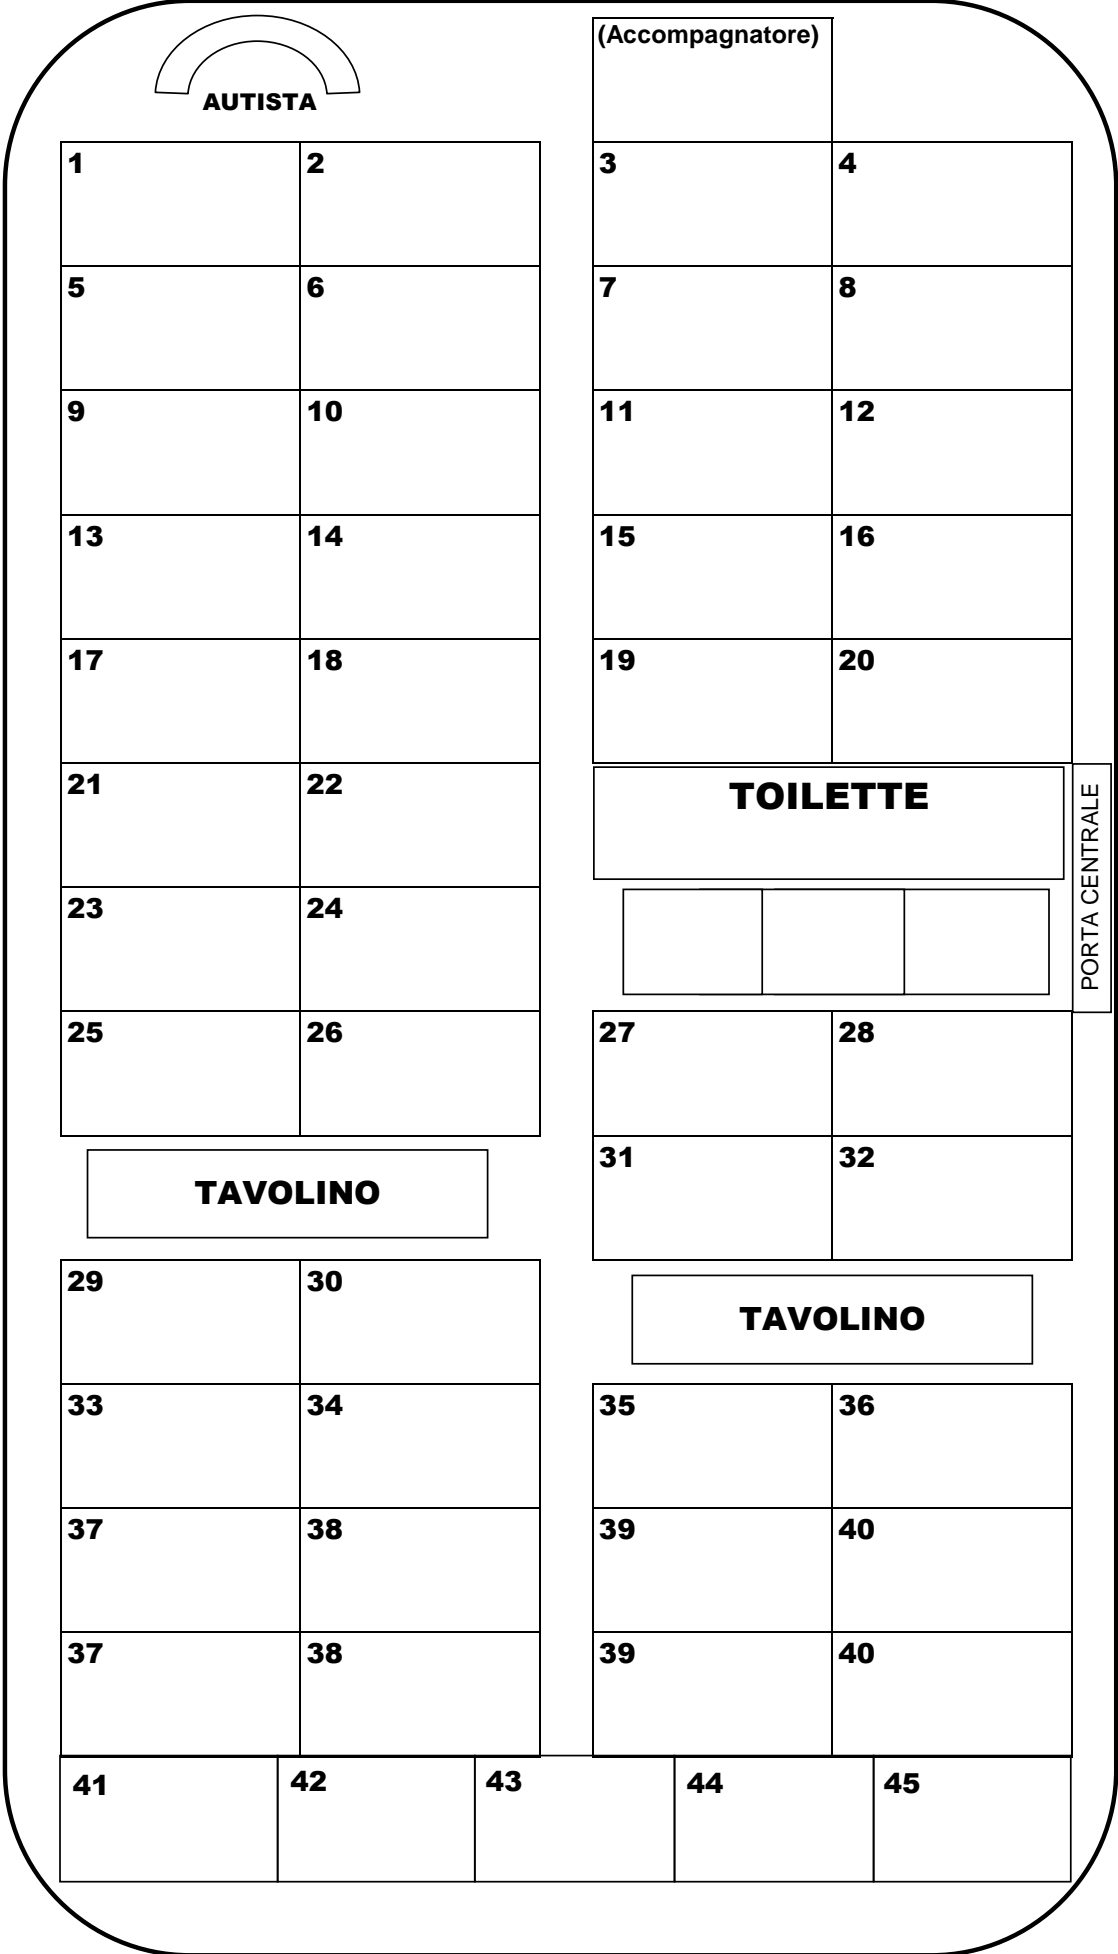 (Accompagnatore)
AUTISTA
1 2 3 4
5 6 7 8
9 10 11 12
13 14 15 16
17 18 19 20
21 22 TOILETTE
PORTA CENTRALE
23 24
25 26 27 28
31 32
TAVOLINO
29 30
TAVOLINO
33 34 35 36
37 38 39 40
37 38 39 40
41 42 43 44 45